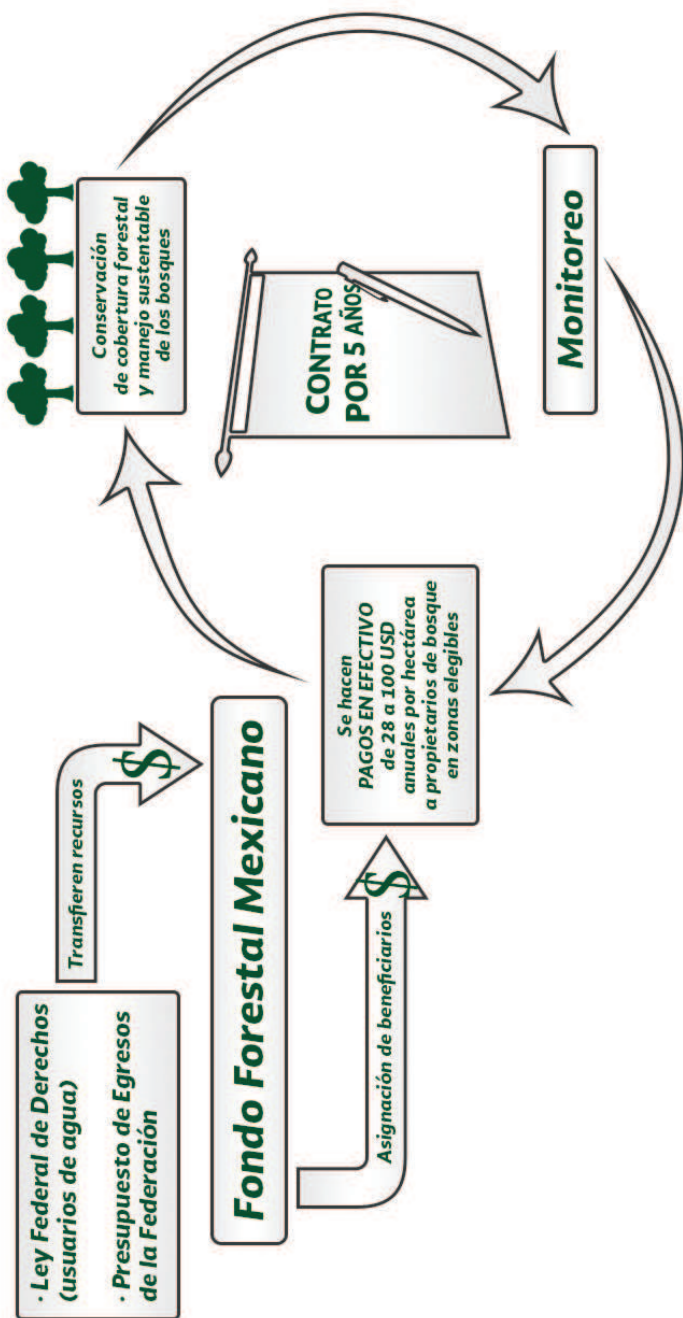 · Ley Federal de Derechos
(usuarios de agua)
· Presupuesto de Egresos
de la Federación
Transfieren recursos
$
Fondo Forestal Mexicano
Asignación de beneficiarios
$
Se hacen
PAGOS EN EFECTIVO
de 28 a 100 USD
anuales por hectárea
a propietarios de bosque
en zonas elegibles
Conservación
de cobertura forestal
y manejo sustentable
de los bosques
CONTRATO
POR 5 AÑOS
Monitoreo